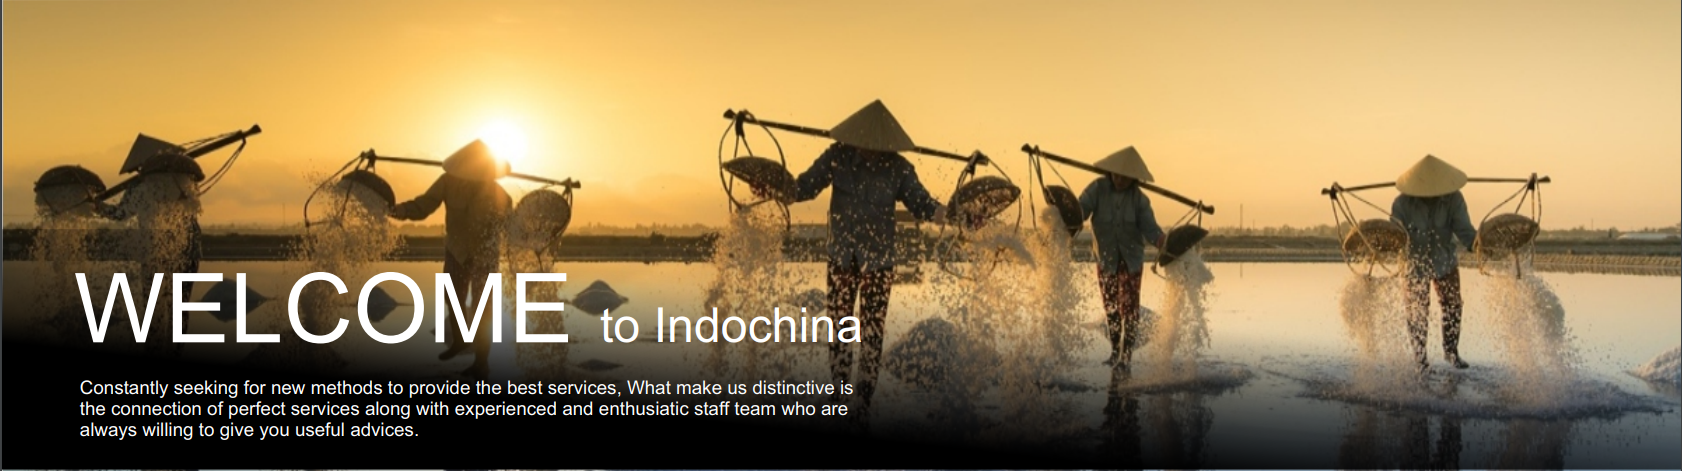 WELCOME to Indochina
Constantly seeking for new methods to provide the best services, What make us distinctive is
the connection of perfect services along with experienced and enthusiatic staff team who are
always willing to give you useful advices.